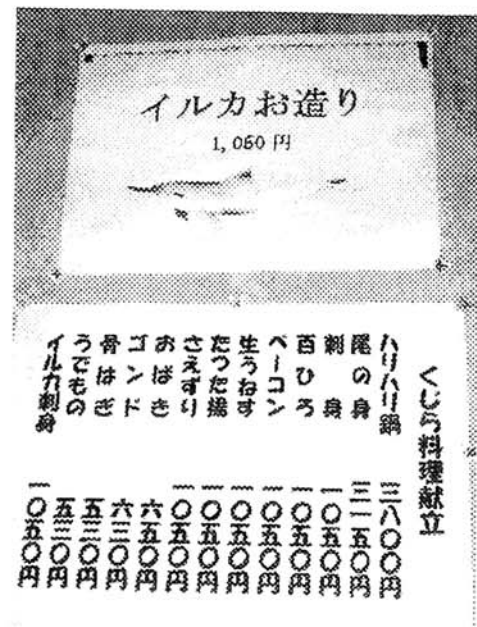 イルカお造り
1,050円
くじら料理献立
ハリハリ鍋 三八〇〇円
尾の身 三一五〇円
刺身 一〇五〇円
百ひろ 一〇五〇円
ベーコン 一〇五〇円
生うねす 一〇五〇円
たった揚 一〇五〇円
さえずり 一〇五〇円
おばき 六五〇円
ゴンド 六三〇円
骨はぎ 五三〇円
うでもの 五三〇円
イルカ刺身 一〇五〇円